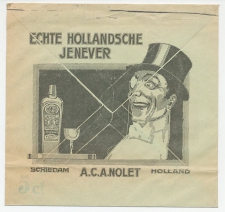 ECHTE HOLLANDSCHE
JENEVER
SCHIEDAM A.C.A. NOLET HOLLAND